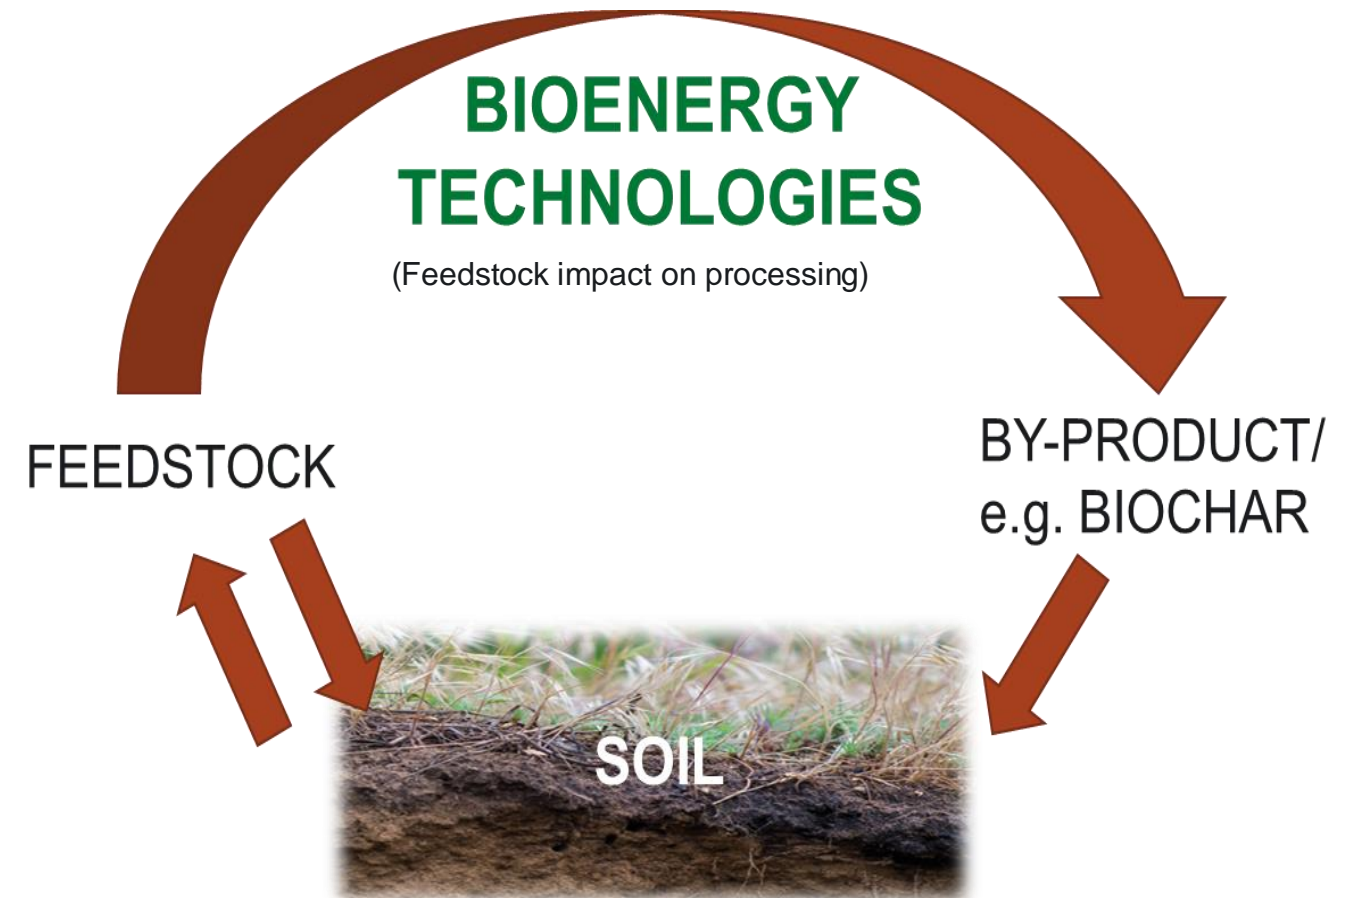 BIOENERGY
TECHNOLOGIES
(Feedstock impact on processing)
FEEDSTOCK
BY-PRODUCT/
e.g. BIOCHAR
SOIL